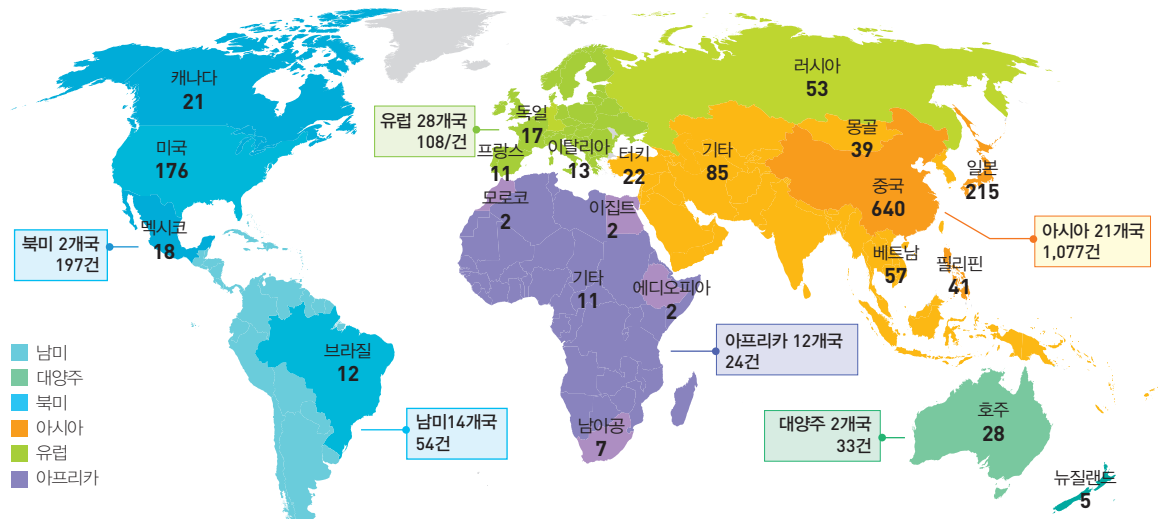 캐나다
21
미국
176
멕시코
18
북미 2개국
197건
남미
대양주
북미
아시아
유럽
아프리카
브라질
12
남미14개국
54건
유럽 28개국
108/건
독일
17
프랑스
11
이탈리아
13
터키
22
러시아
53
기타
85
몽골
39
중국
640
일본
215
아시아 21개국
1,077건
베트남
57
필리핀
41
모로코
2
이집트
2
기타
11
에디오피아
2
남아공
7
아프리카 12개국
24건
대양주 2개국
33건
호주
28
뉴질랜드
5